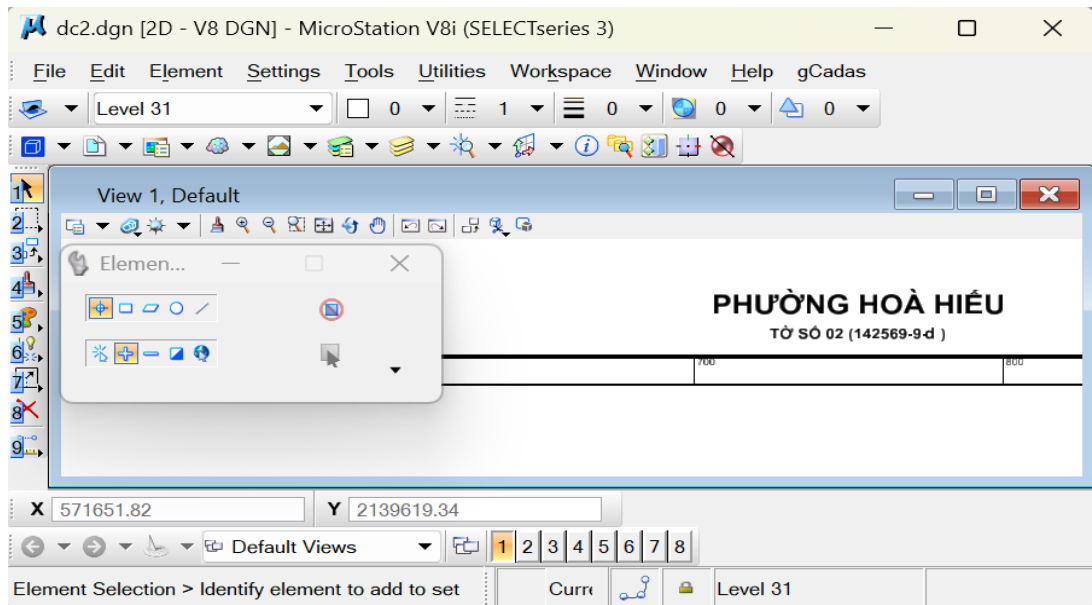 dc2.dgn [2D - V8 DGN] - MicroStation V8i (SELECTseries 3)
File Edit Element Settings Tools Utilities Workspace Window Help gCadas
Level 31 0 1 0 0 0
View 1, Default
1
2
3
4
5
6
7
8
9
Elemen...
PHƯỜNG HOÀ HIẾU
TỜ SỐ 02 (142569-9-d )
700 800
X 571651.82 Y 2139619.34
Default Views 1 2 3 4 5 6 7 8
Element Selection > Identify element to add to set Curre Level 31